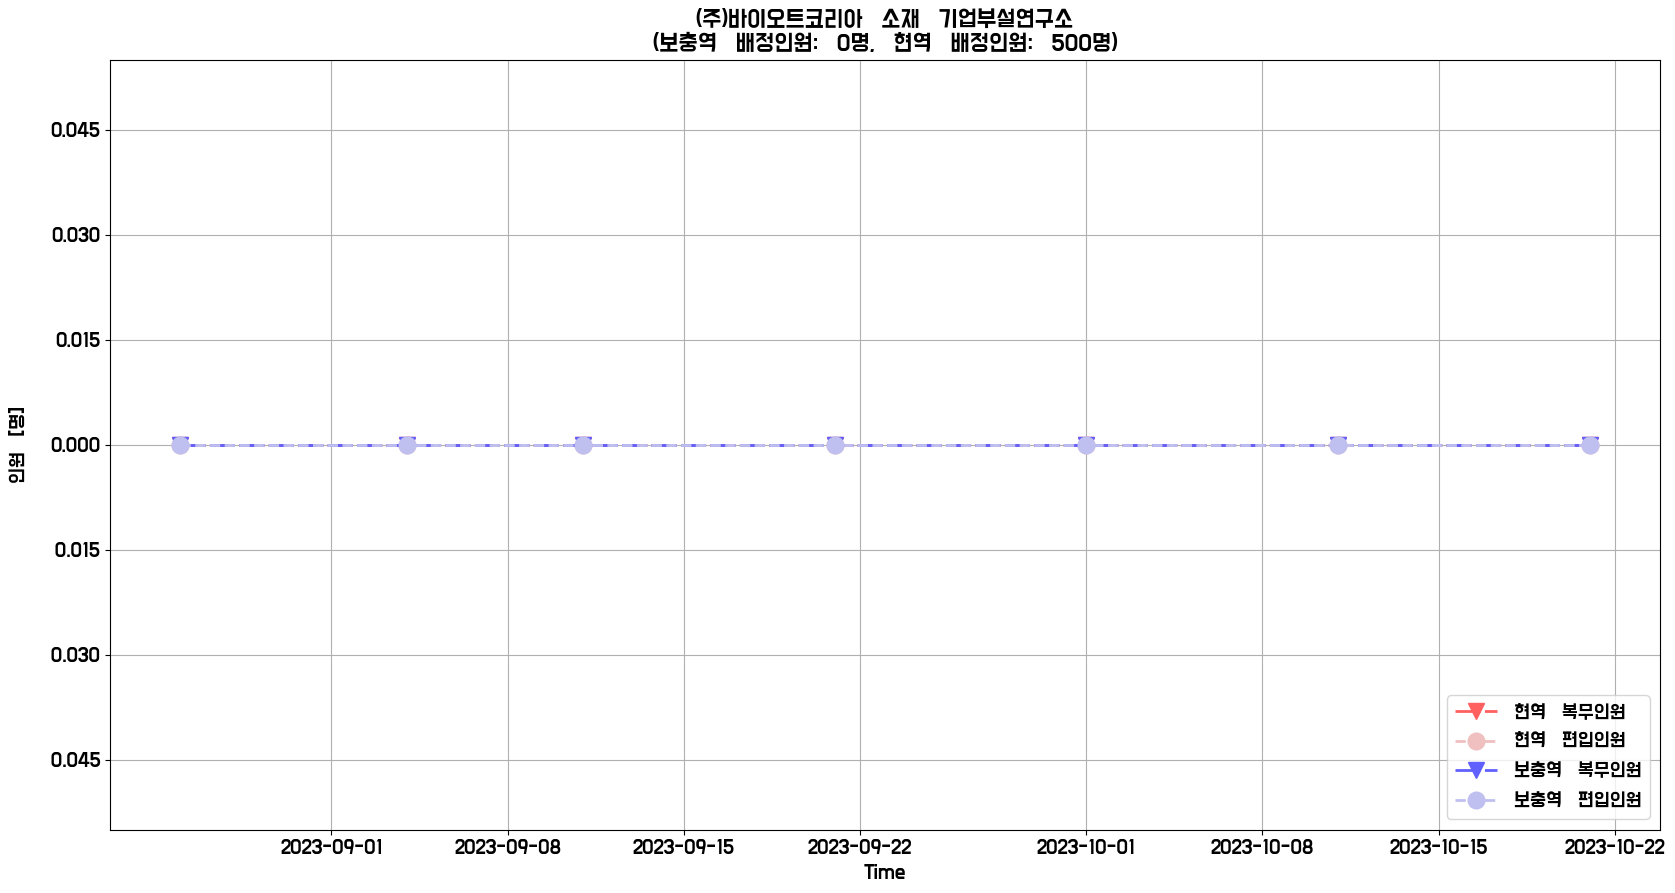 (주)바이오트코리아 소재 기업부설연구소
(보충역 배정인원: 0명, 현역 배정인원: 500명)
0.045
0.030
0.015
0.000
0.015
0.030
0.045
인원 [명]
2023-09-01
2023-09-08
2023-09-15
2023-09-22
2023-10-01
2023-10-08
2023-10-15
2023-10-22
Time
현역 복무인원
현역 편입인원
보충역 복무인원
보충역 편입인원